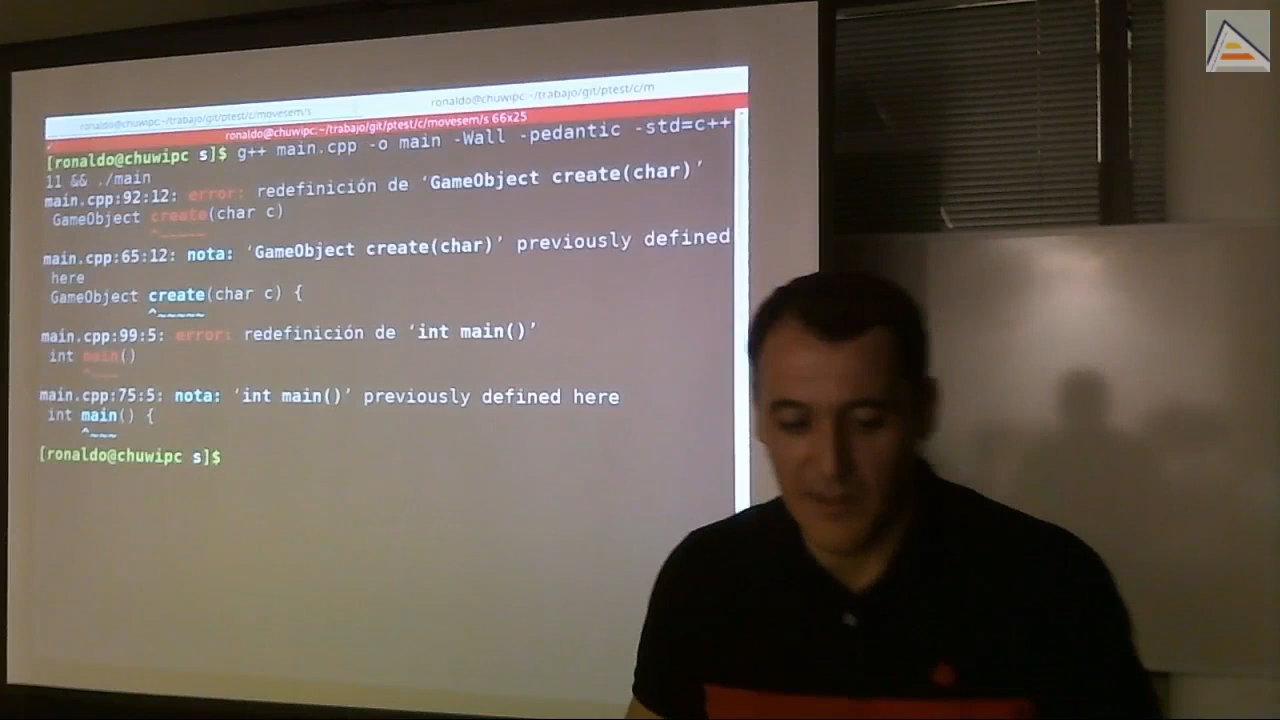 ronaldo@chuwipc:~/trabajo/git/ptest/c/movesem/s
ronaldo@chuwipc:~/trabajo/git/ptest/c/m
ronaldo@chuwipc:~/trabajo/git/ptest/c/movesem/s 66x25
[ronaldo@chuwipc s]$ g++ main.cpp -o main -Wall -pedantic -std=c++
11 && ./main
main.cpp:92:12: error: redefinición de ‘GameObject create(char)’
GameObject create(char c)
^~~~~~
main.cpp:65:12: nota: ‘GameObject create(char)’ previously defined
here
GameObject create(char c) {
^~~~~~
main.cpp:99:5: error: redefinición de ‘int main()’
int main()
^~~~
main.cpp:75:5: nota: ‘int main()’ previously defined here
int main() {
^~~~
[ronaldo@chuwipc s]$